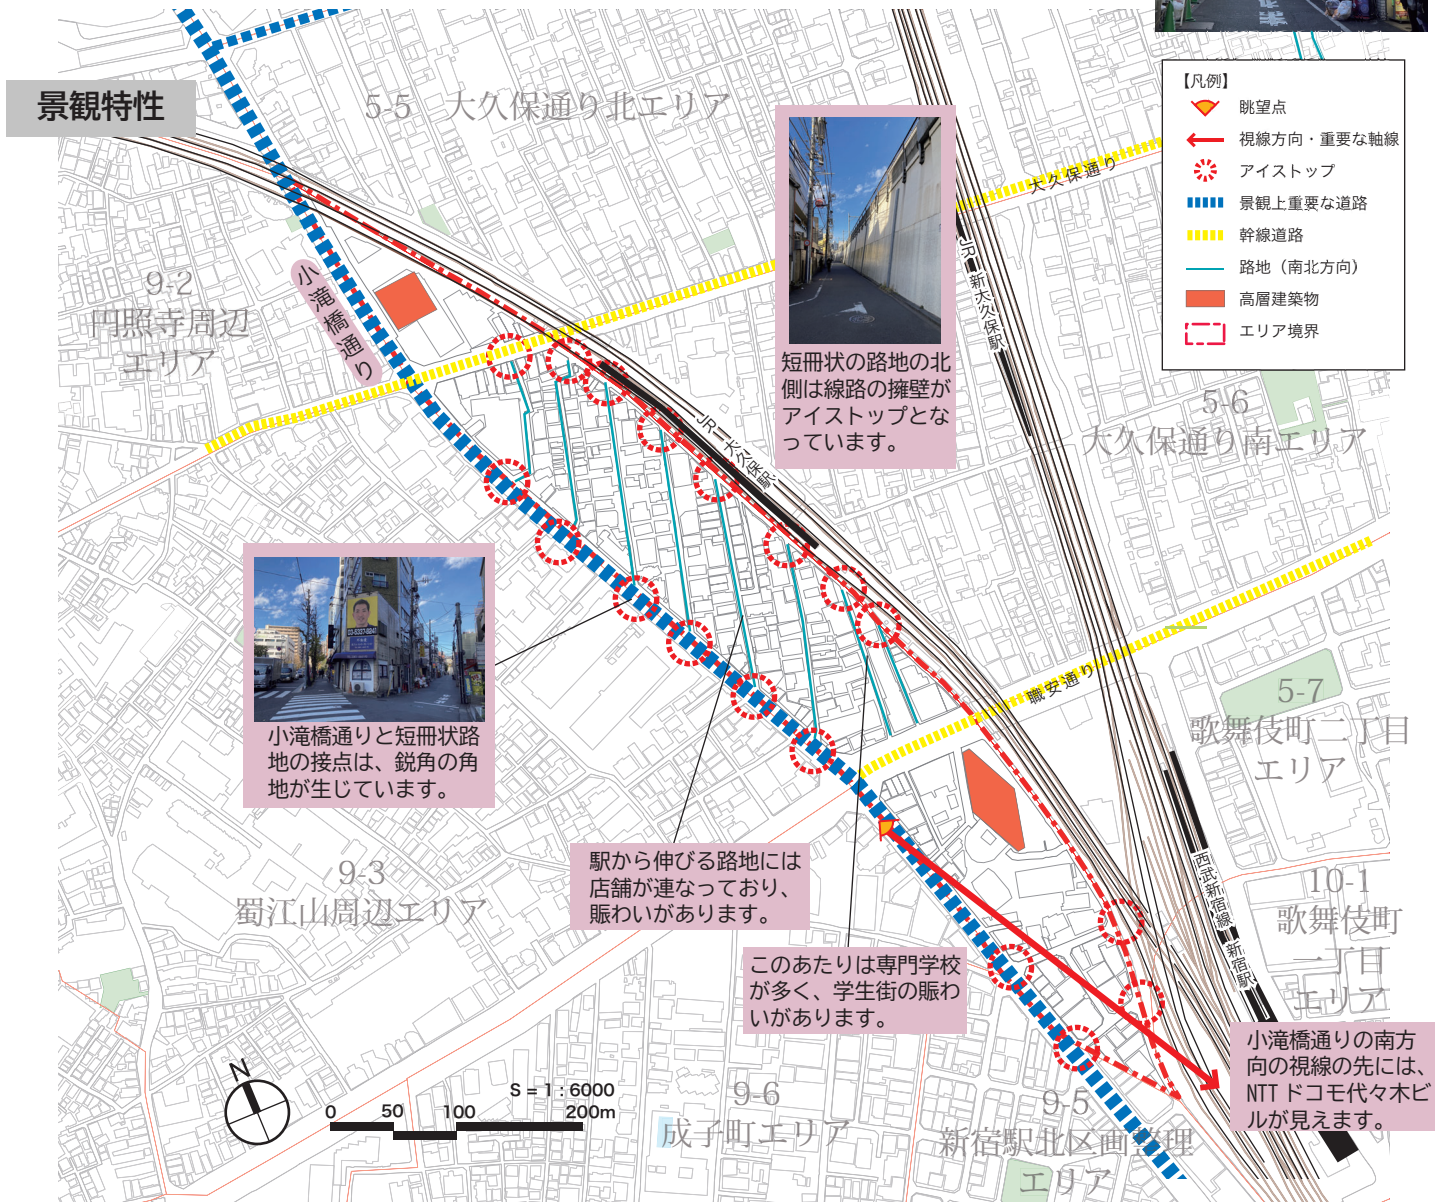 景観特性
5-5 大久保通り北エリア
【凡例】
眺望点
視線方向・重要な軸線
アイストップ
景観上重要な道路
幹線道路
路地（南北方向）
高層建築物
エリア境界
大久保通り
JR 新大久保駅
9-2
円照寺周辺
エリア
小滝橋通り
短冊状の路地の北
側は線路の擁壁が
アイストップとな
っています。
5-6
大久保通り南エリア
JR 大久保駅
03-5337-8241
小滝橋通りと短冊状路
地の接点は、鋭角の角
地が生じています。
職安通り
5-7
歌舞伎町二丁目
エリア
9-3
蜀江山周辺エリア
駅から伸びる路地には
店舗が連なっており、
賑わいがあります。
西武新宿線 新宿駅
10-1
歌舞伎町
一丁目
エリア
このあたりは専門学校
が多く、学生街の賑わ
いがあります。
小滝橋通りの南方
向の視線の先には、
NTTドコモ代々木ビ
ルが見えます。
N
S = 1 : 6000
0 50 100 200m
9-6
成子町エリア
9-5
新宿駅北区画整理
エリア